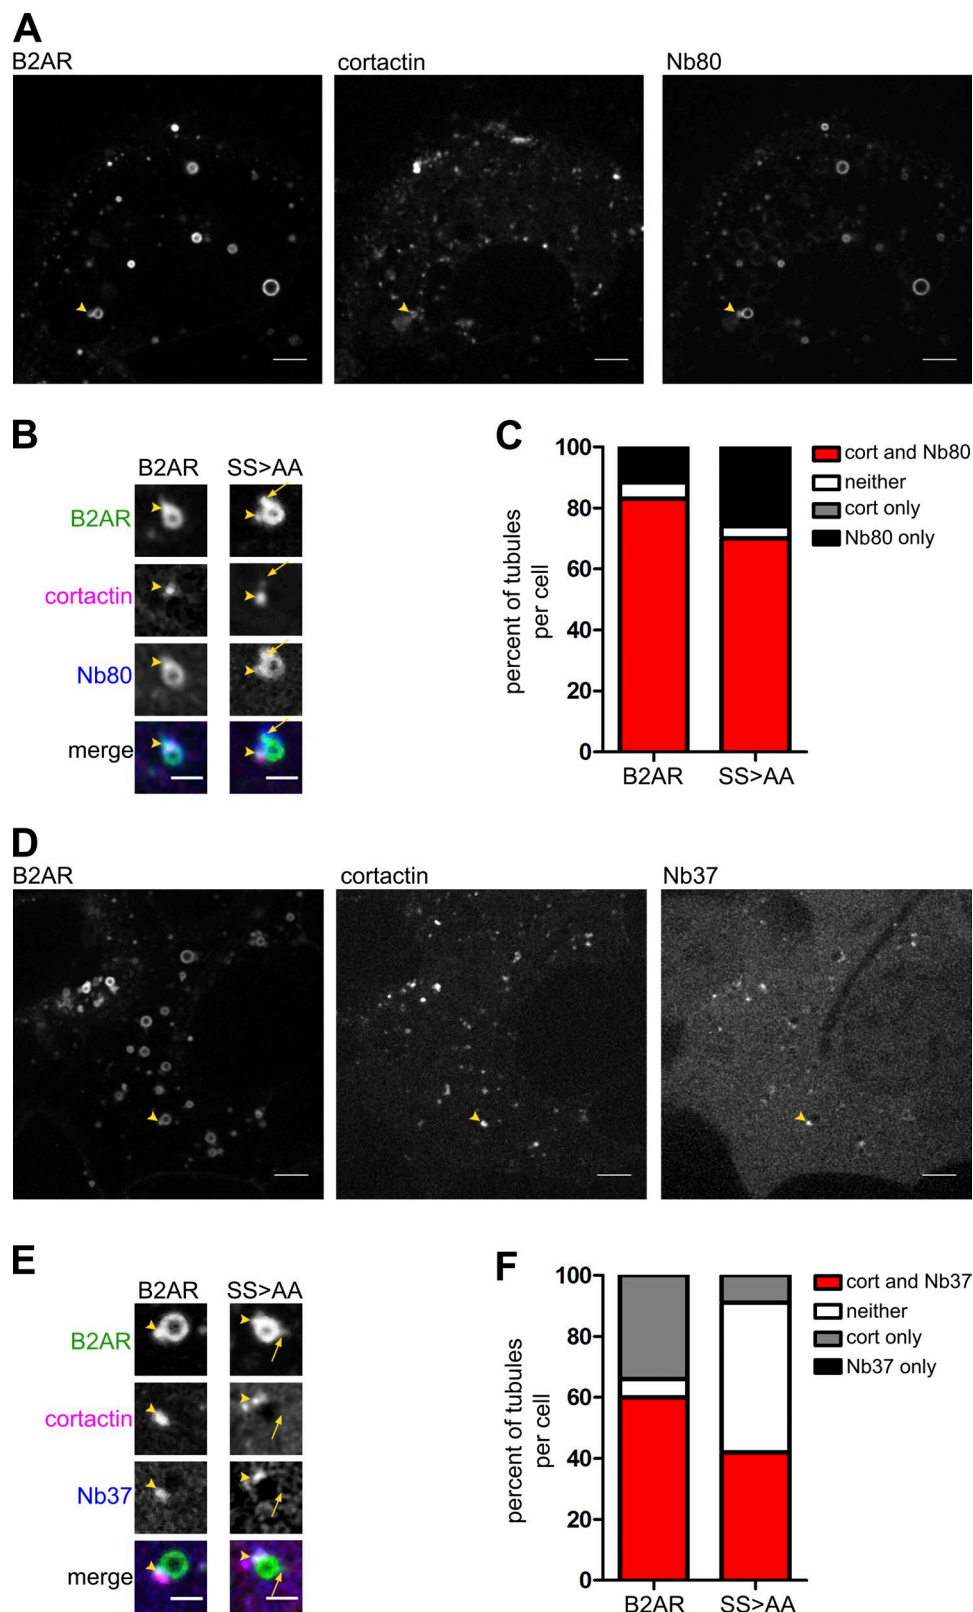 A
B2AR cortactin Nb80
B
B2AR SS>AA
B2AR
cortactin
Nb80
merge
C
percent of tubules
per cell
100
80
60
40
20
0
B2AR SS>AA
cort and Nb80
neither
cort only
Nb80 only
D
B2AR cortactin Nb37
E
B2AR SS>AA
B2AR
cortactin
Nb37
merge
F
percent of tubules
per cell
100
80
60
40
20
0
B2AR SS>AA
cort and Nb37
neither
cort only
Nb37 only